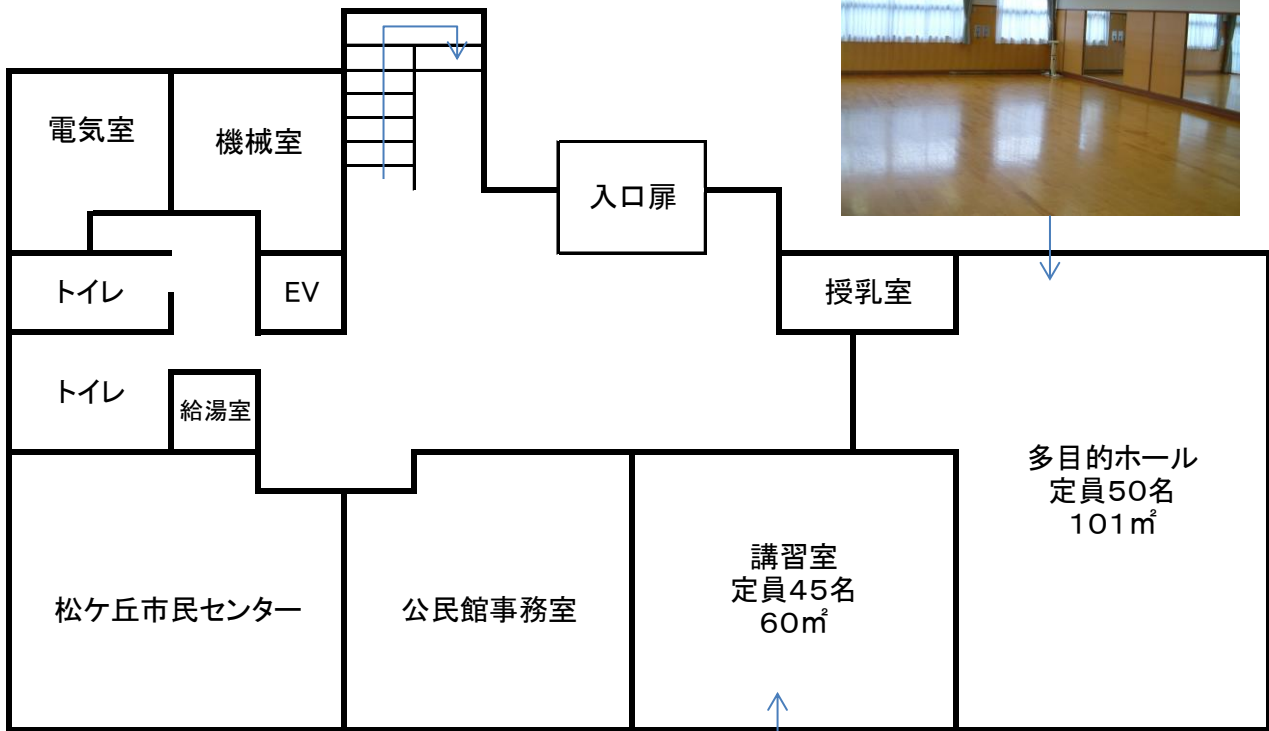 電気室
機械室
入口扉
トイレ
EV
授乳室
トイレ
給湯室
多目的ホール
定員50名
101㎡
講習室
定員45名
60㎡
松ケ丘市民センター
公民館事務室